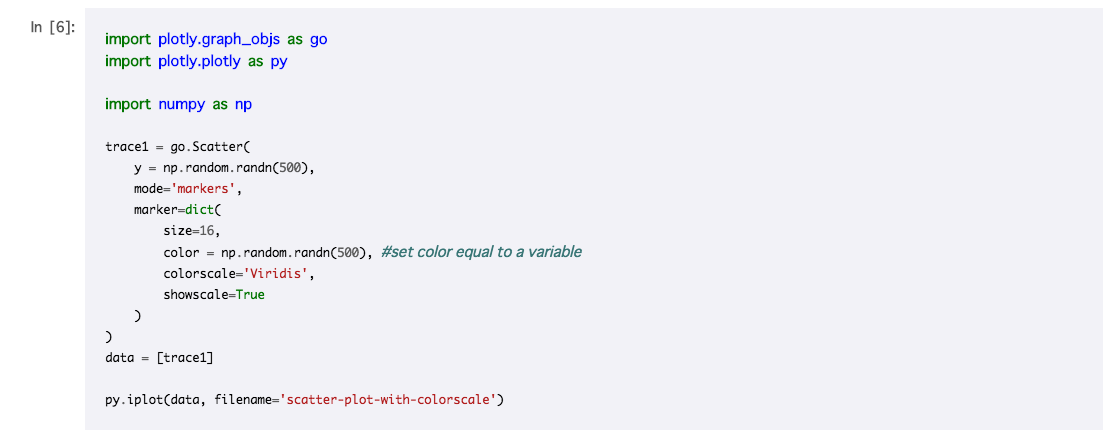 In [6]:
import plotly.graph_objs as go
import plotly.plotly as py
import numpy as np
trace1 = go.Scatter(
    y = np.random.randn(500),
    mode='markers',
    marker=dict(
        size=16,
        color = np.random.randn(500), #set color equal to a variable
        colorscale='Viridis',
        showscale=True
    )
)
data = [trace1]
py.iplot(data, filename='scatter-plot-with-colorscale')